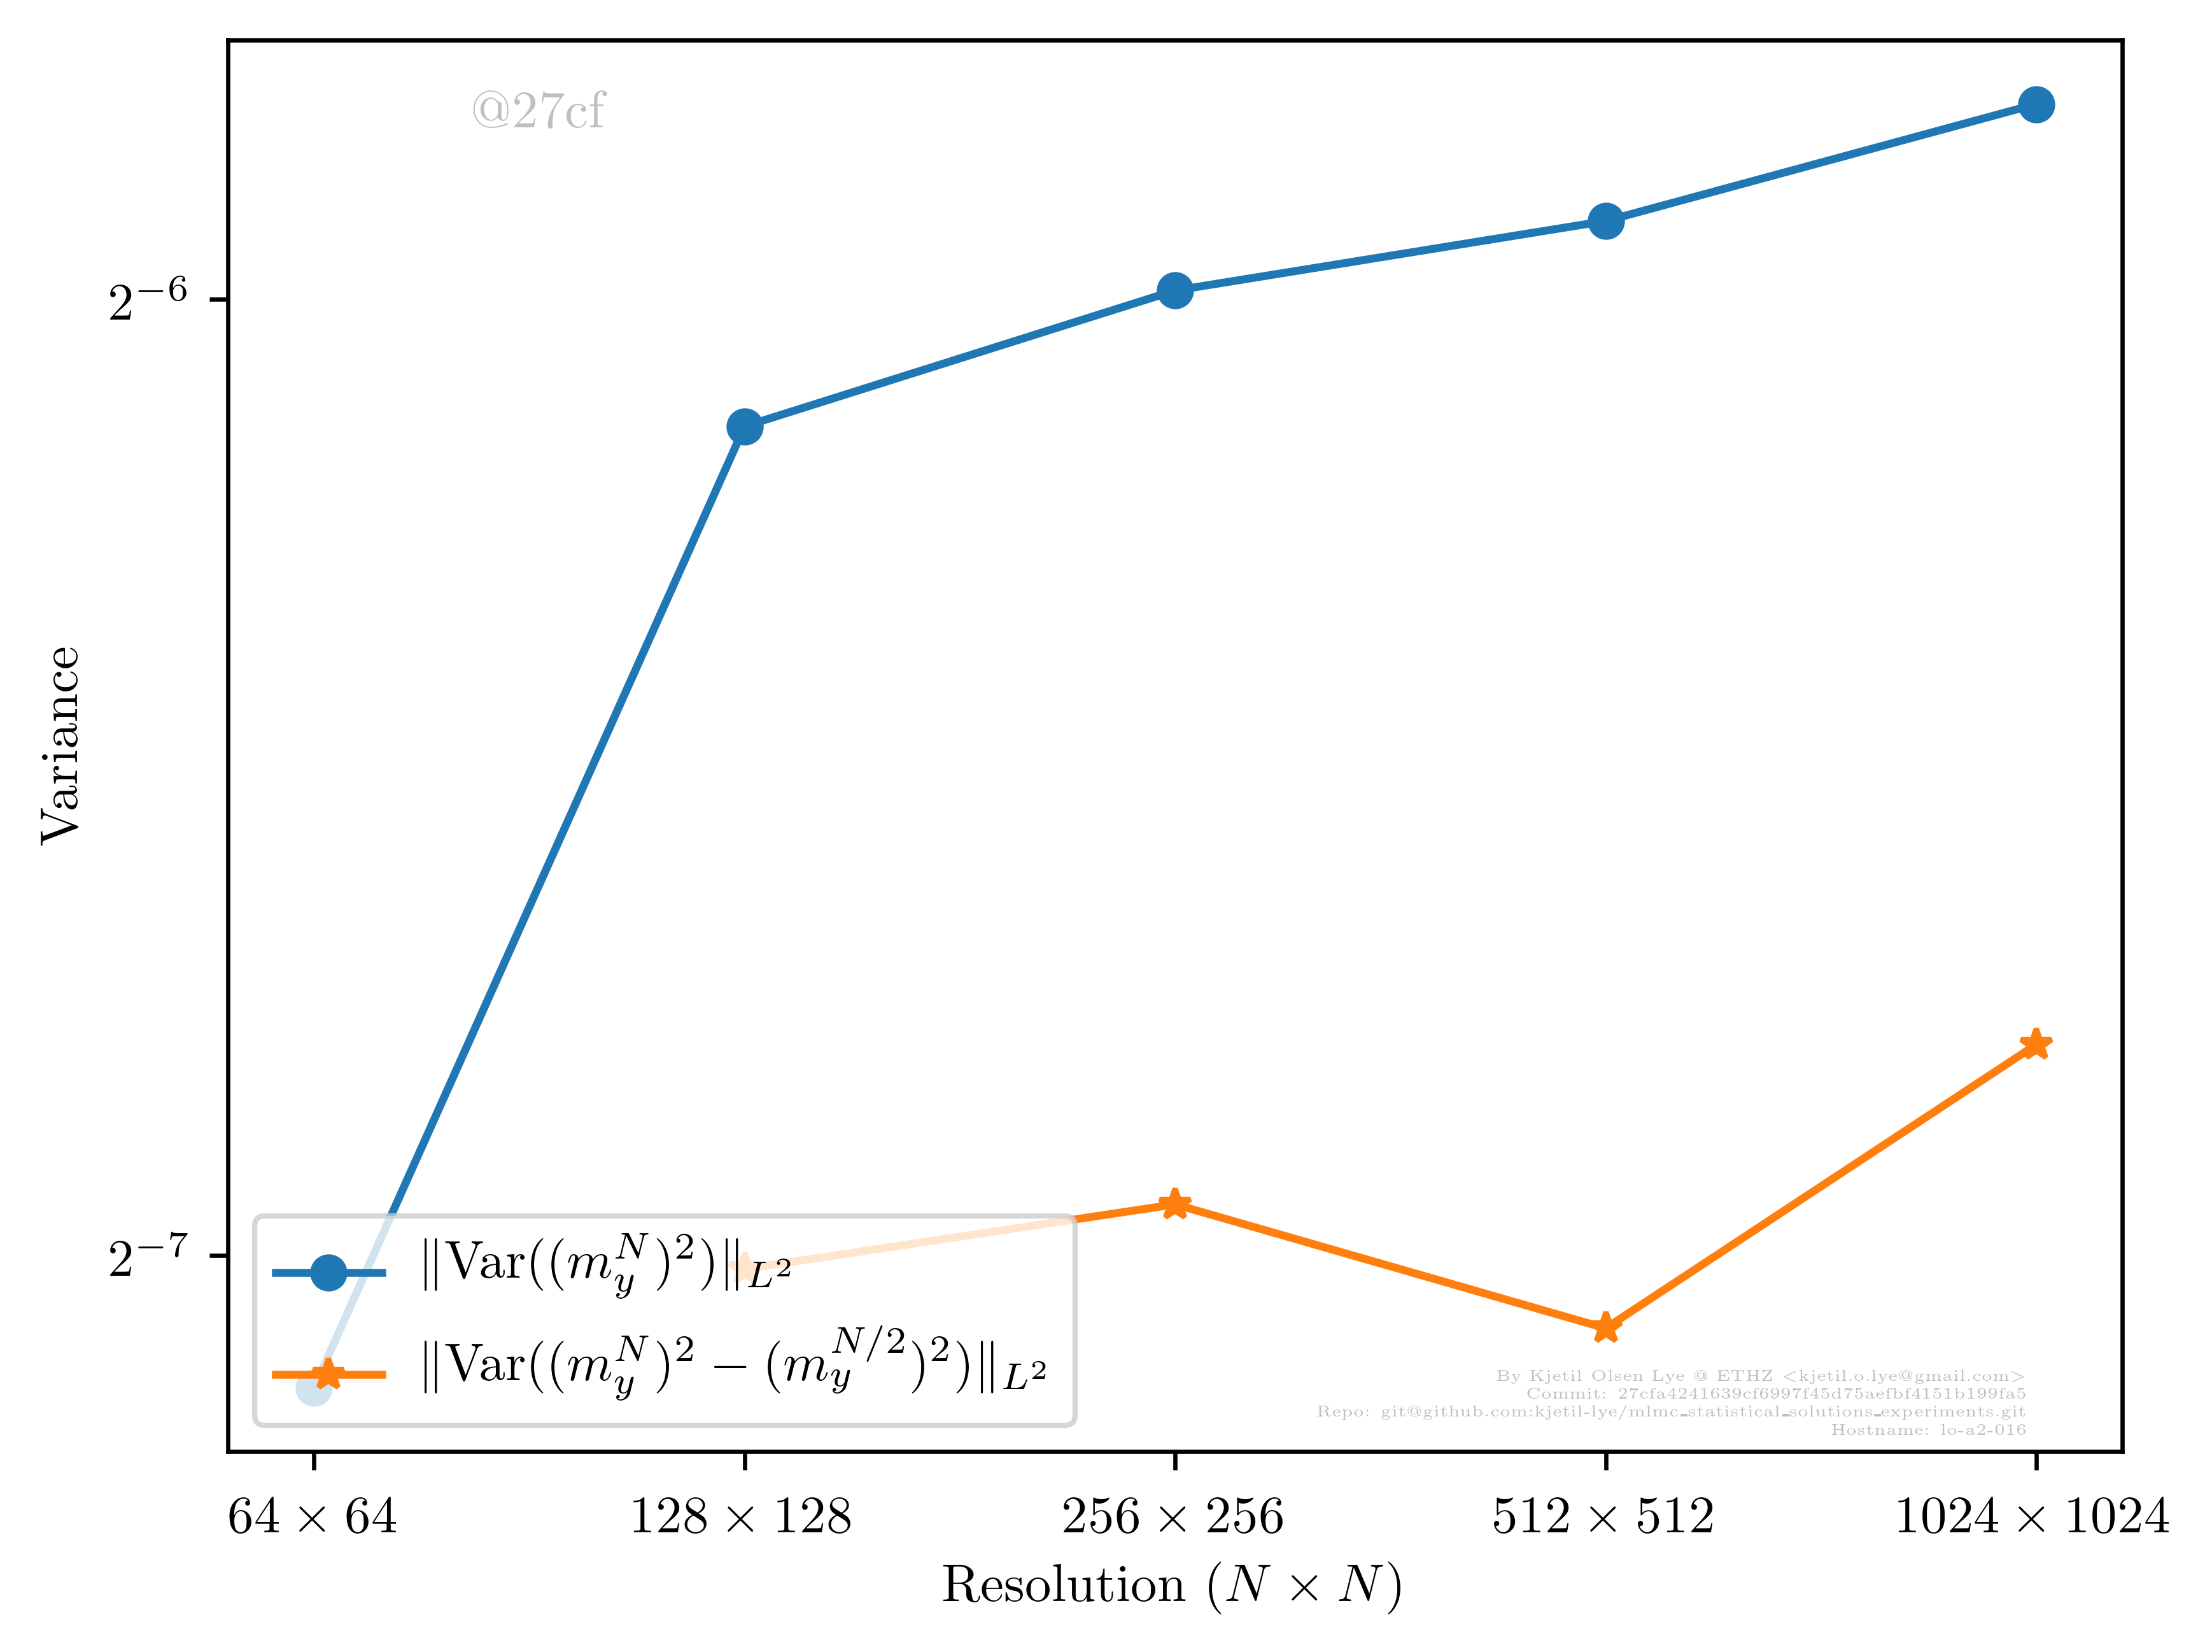 @27cf
2⁻⁶
Variance
2⁻⁷
‖Var((m_y^N)²)‖_{L²}
‖Var((m_y^N)² − (m_y^{N/2})²)‖_{L²}
By Kjetil Olsen Lye @ ETHZ <kjetil.o.lye@gmail.com>
Commit: 27cfa4241639cf6997f45d75aefbf4151b199fa5
Repo: git@github.com:kjetil-lye/mlmc_statistical_solutions_experiments.git
Hostname: lo-a2-016
64 × 64 128 × 128 256 × 256 512 × 512 1024 × 1024
Resolution (N × N)